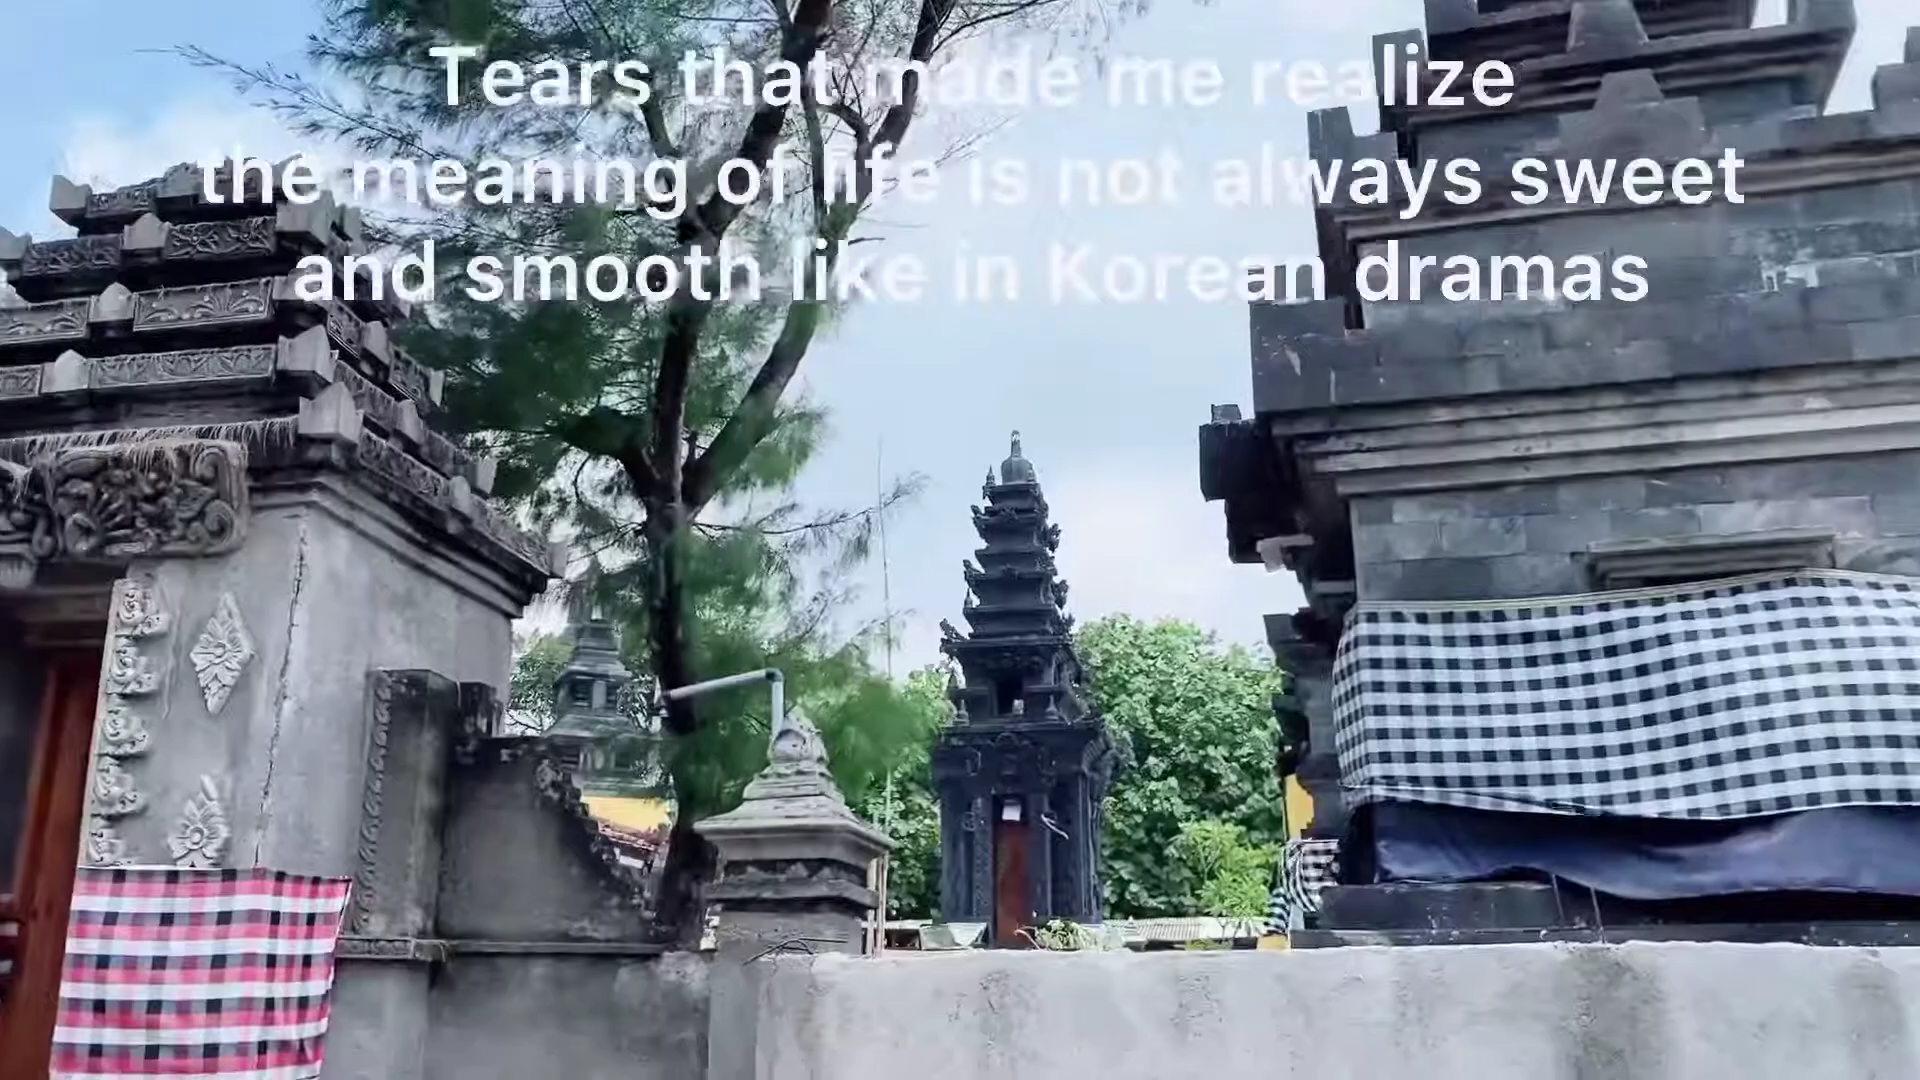 Tears that made me realize
the meaning of life is not always sweet
and smooth like in Korean dramas